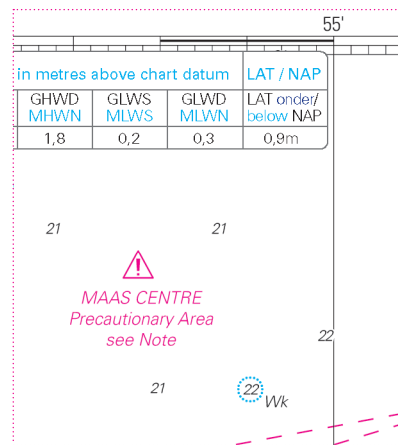 55'
in metres above chart datum LAT / NAP
GHWD GLWS GLWD LAT onder/
MHWN MLWS MLWN below NAP
1,8 0,2 0,3 0,9m
21 21
MAAS CENTRE
Precautionary Area
see Note
22
21 22 Wk